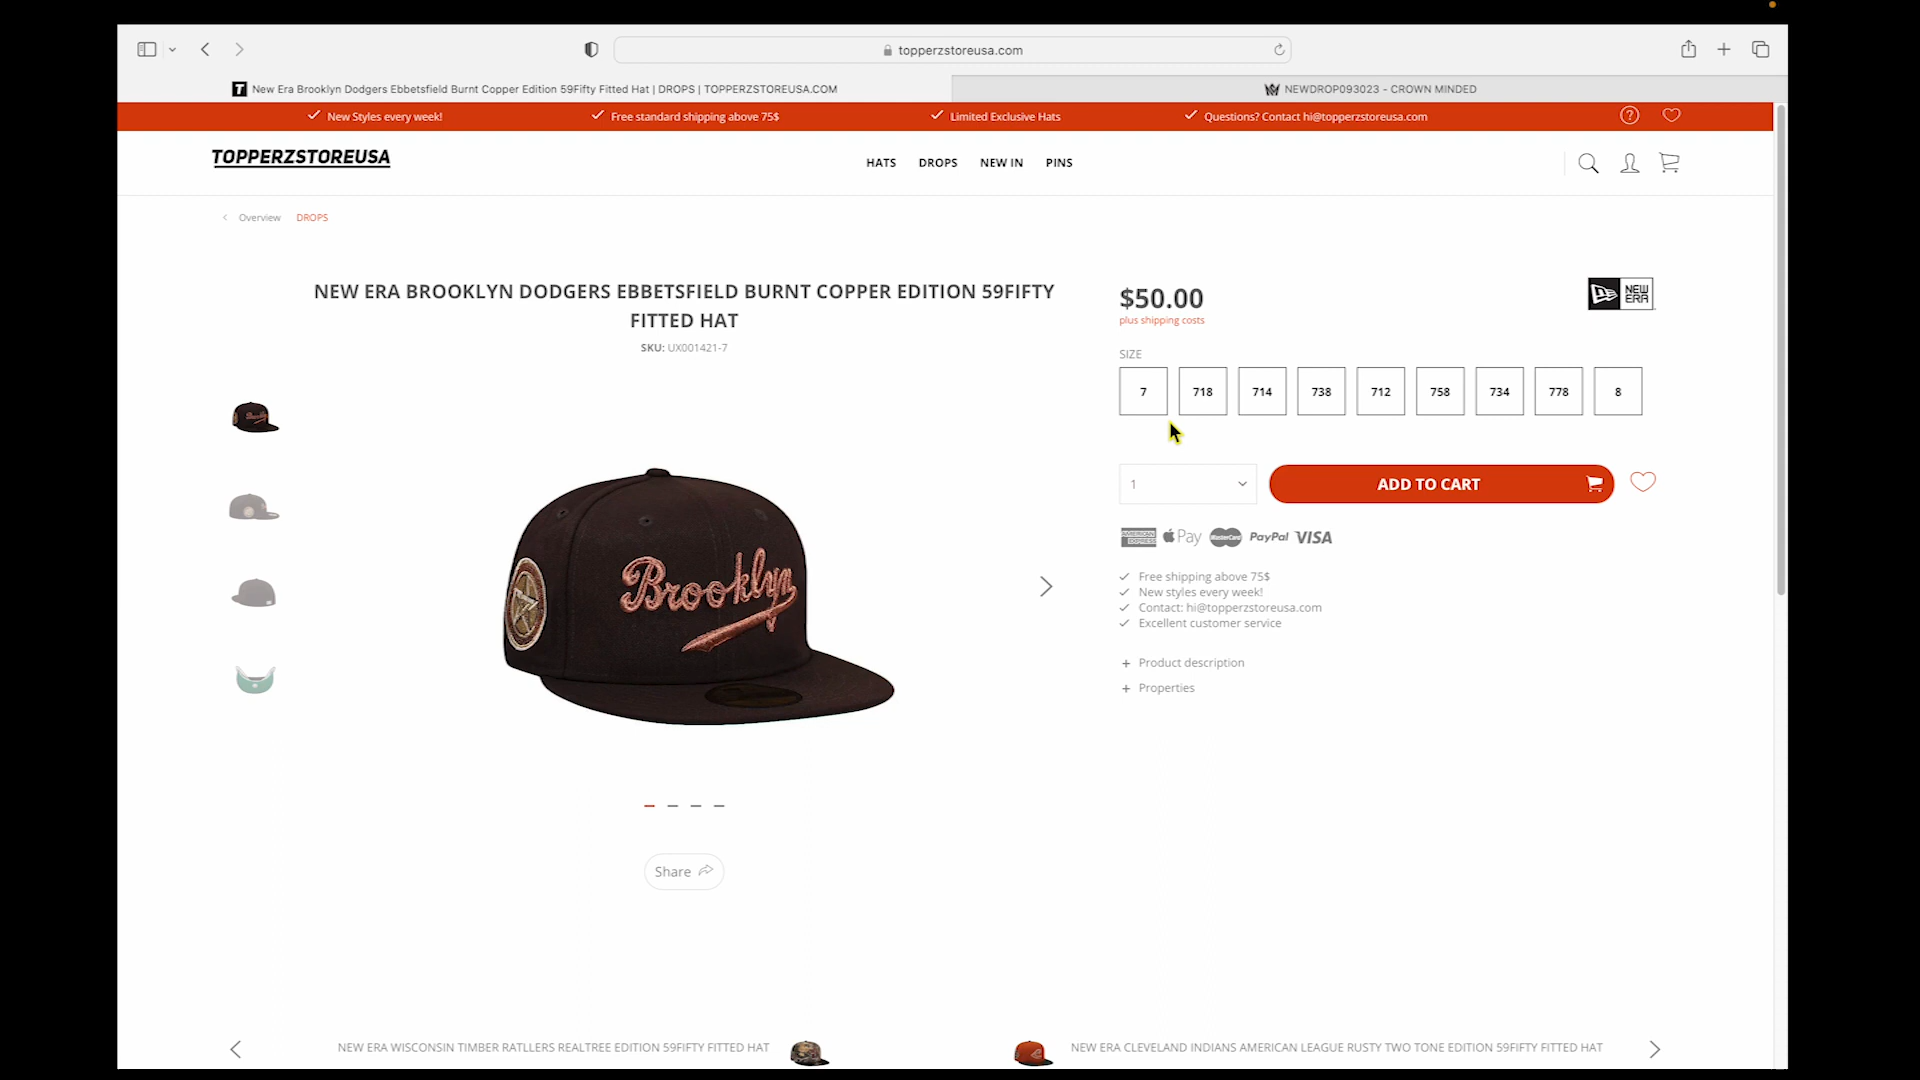 topperzstoreusa.com
New Era Brooklyn Dodgers Ebbetsfield Burnt Copper Edition 59Fifty Fitted Hat | DROPS | TOPPERZSTOREUSA.COM
NEWDROP093023 - CROWN MINDED
New Styles every week!
Free standard shipping above 75$
Limited Exclusive Hats
Questions? Contact hi@topperzstoreusa.com
TOPPERZSTOREUSA
HATS
DROPS
NEW IN
PINS
Overview
DROPS
NEW ERA BROOKLYN DODGERS EBBETSFIELD BURNT COPPER EDITION 59FIFTY
FITTED HAT
SKU: UX001421-7
Brooklyn
$50.00
plus shipping costs
NEW
ERA
SIZE
7
718
714
738
712
758
734
778
8
1
ADD TO CART
AMERICAN
EXPRESS
Pay
MasterCard
PayPal
VISA
Free shipping above 75$
New styles every week!
Contact: hi@topperzstoreusa.com
Excellent customer service
+ Product description
+ Properties
Share
NEW ERA WISCONSIN TIMBER RATLLERS REALTREE EDITION 59FIFTY FITTED HAT
NEW ERA CLEVELAND INDIANS AMERICAN LEAGUE RUSTY TWO TONE EDITION 59FIFTY FITTED HAT